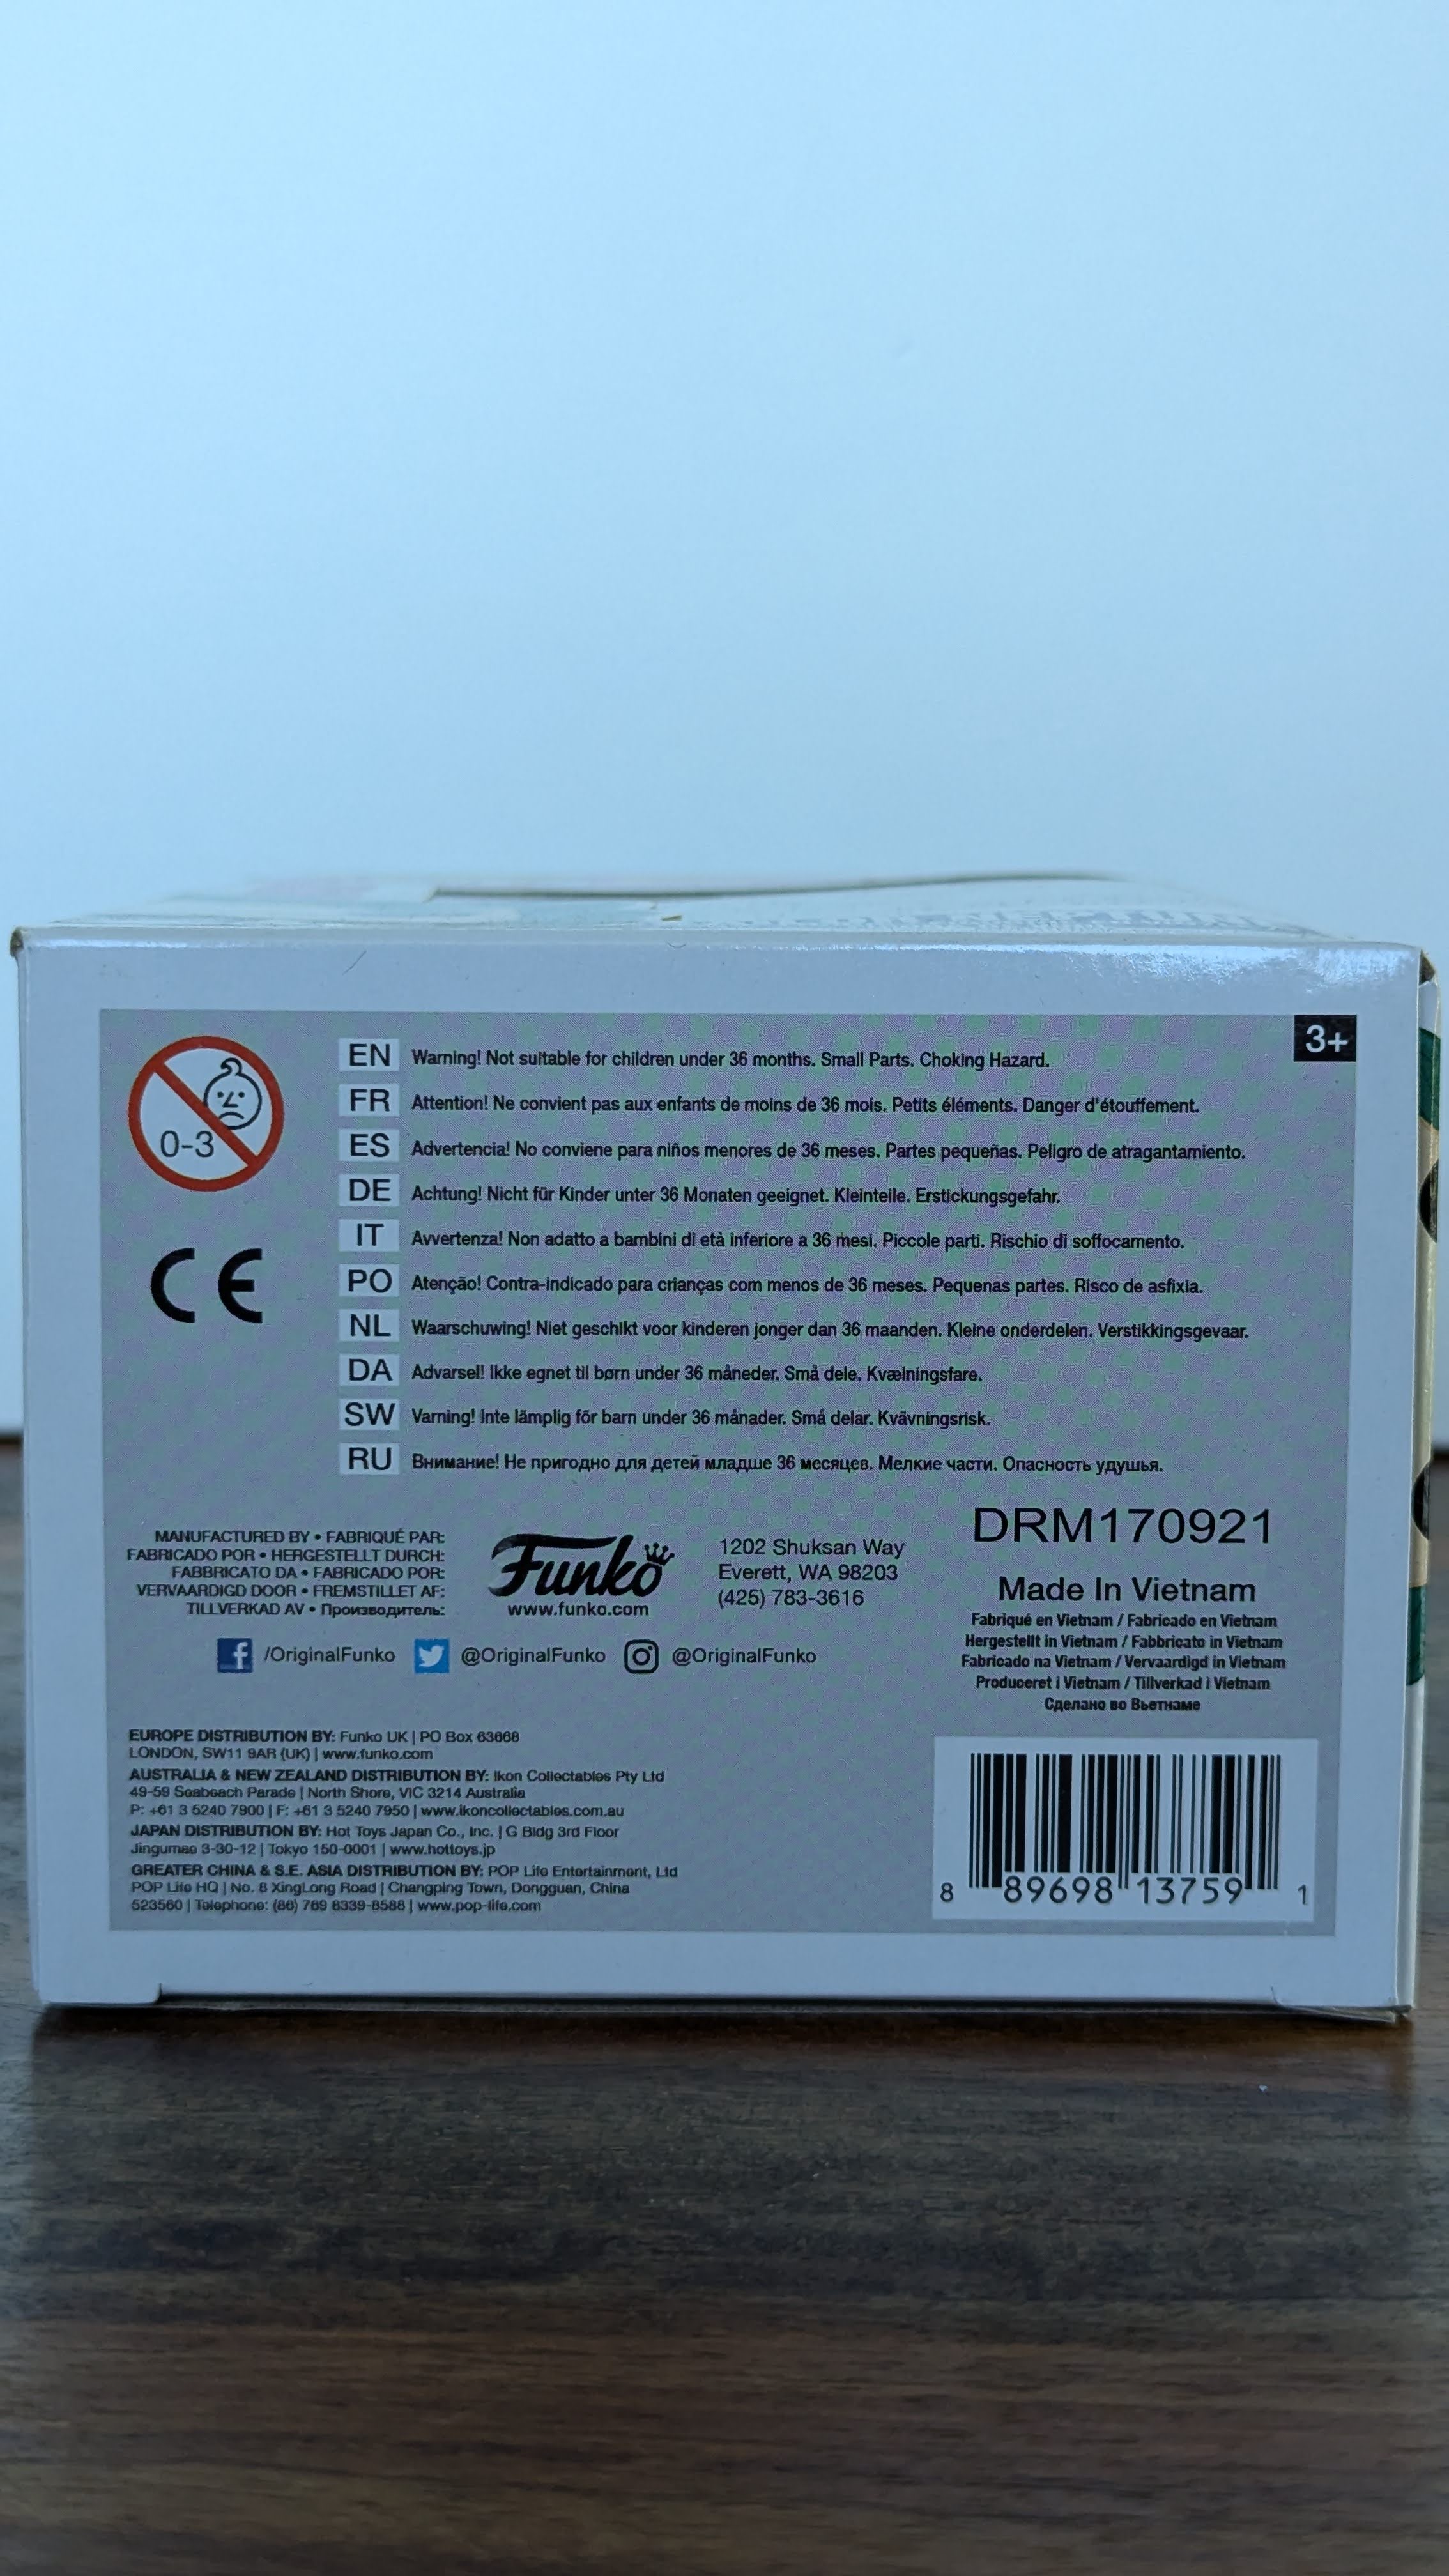 3+
0-3
EN Warning! Not suitable for children under 36 months. Small Parts. Choking Hazard.
FR Attention! Ne convient pas aux enfants de moins de 36 mois. Petits éléments. Danger d'étouffement.
ES Advertencia! No conviene para niños menores de 36 meses. Partes pequeñas. Peligro de atragantamiento.
DE Achtung! Nicht für Kinder unter 36 Monaten geeignet. Kleinteile. Erstickungsgefahr.
IT Avvertenza! Non adatto a bambini di età inferiore a 36 mesi. Piccole parti. Rischio di soffocamento.
PO Atenção! Contra-indicado para crianças com menos de 36 meses. Pequenas partes. Risco de asfixia.
NL Waarschuwing! Niet geschikt voor kinderen jonger dan 36 maanden. Kleine onderdelen. Verstikkingsgevaar.
DA Advarsel! Ikke egnet til børn under 36 måneder. Små dele. Kvælningsfare.
SW Varning! Inte lämplig för barn under 36 månader. Små delar. Kvävningsrisk.
RU Внимание! Не пригодно для детей младше 36 месяцев. Мелкие части. Опасность удушья.
CE
MANUFACTURED BY • FABRIQUÉ PAR:
FABRICADO POR • HERGESTELLT DURCH:
FABBRICATO DA • FABRICADO POR:
VERVAARDIGD DOOR • FREMSTILLET AF:
TILLVERKAD AV • Производитель:
Funko
www.funko.com
1202 Shuksan Way
Everett, WA 98203
(425) 783-3616
/OriginalFunko @OriginalFunko @OriginalFunko
DRM170921
Made In Vietnam
Fabriqué en Vietnam / Fabricado en Vietnam
Hergestellt in Vietnam / Fabbricato in Vietnam
Fabricado na Vietnam / Vervaardigd in Vietnam
Produceret i Vietnam / Tillverkad i Vietnam
Сделано во Вьетнаме
EUROPE DISTRIBUTION BY: Funko UK | PO Box 63668
LONDON, SW11 9AR (UK) | www.funko.com
AUSTRALIA & NEW ZEALAND DISTRIBUTION BY: Ikon Collectables Pty Ltd
49-59 Seabeach Parade | North Shore, VIC 3214 Australia
P: +61 3 5240 7900 | F: +61 3 5240 7950 | www.ikoncollectables.com.au
JAPAN DISTRIBUTION BY: Hot Toys Japan Co., Inc. | G Bldg 3rd Floor
Jingumae 3-30-12 | Tokyo 150-0001 | www.hottoys.jp
GREATER CHINA & S.E. ASIA DISTRIBUTION BY: POP Life Entertainment, Ltd
POP Life HQ | No. 8 XingLong Road | Changping Town, Dongguan, China
523560 | Telephone: (86) 769 8339-8588 | www.pop-life.com
8 89698 13759 1